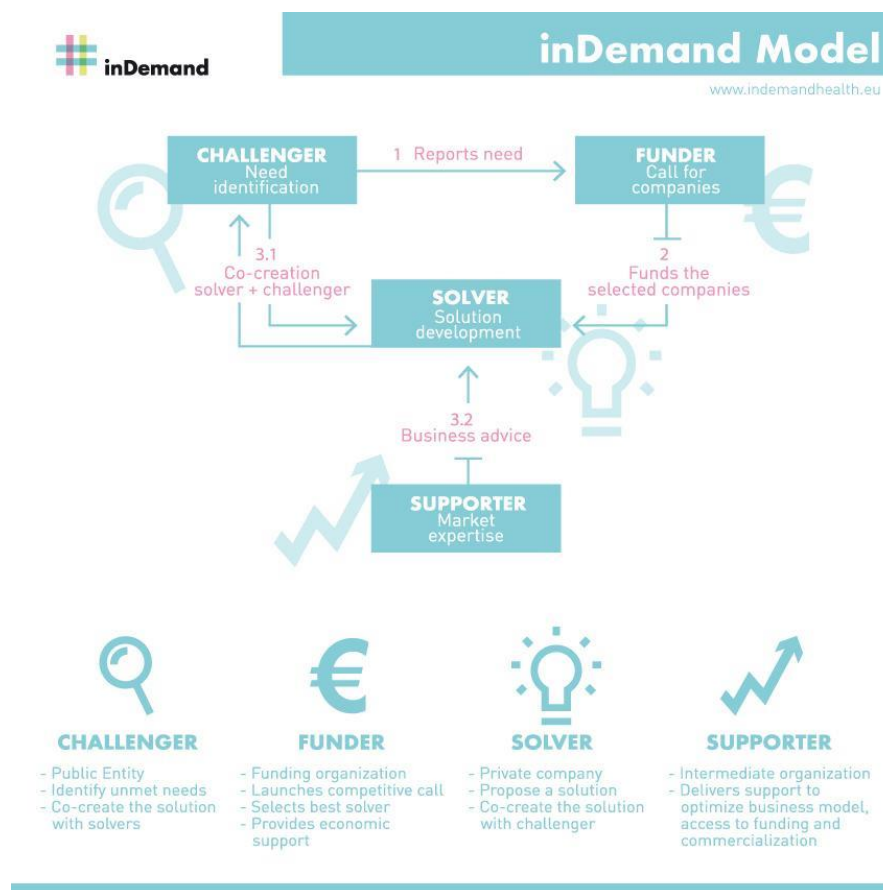 inDemand
inDemand Model
www.indemandhealth.eu
CHALLENGER
Need
identification
1 Reports need
FUNDER
Call for
companies
3.1
Co-creation
solver + challenger
2
Funds the
selected companies
SOLVER
Solution
development
3.2
Business advice
SUPPORTER
Market
expertise
CHALLENGER
- Public Entity
- Identify unmet needs
- Co-create the solution
with solvers
FUNDER
- Funding organization
- Launches competitive call
- Selects best solver
- Provides economic
support
SOLVER
- Private company
- Propose a solution
- Co-create the solution
with challenger
SUPPORTER
- Intermediate organization
- Delivers support to
optimize business model,
access to funding and
commercialization